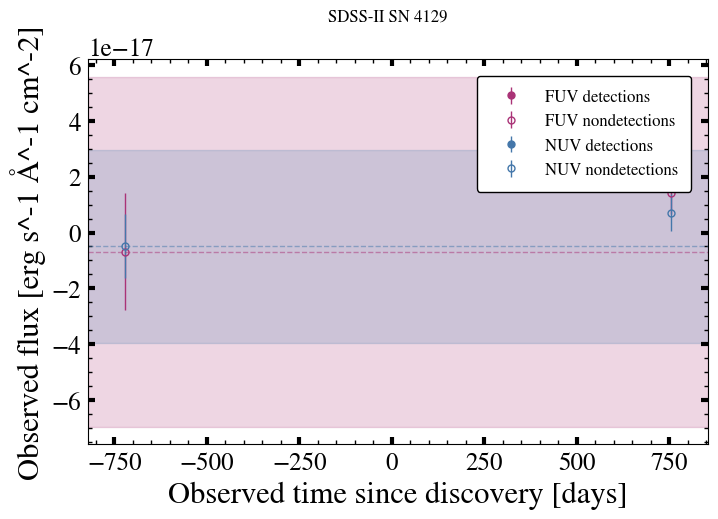 SDSS-II SN 4129
1e−17
6
4
2
0
−2
−4
−6
Observed flux [erg s^-1 Å^-1 cm^-2]
FUV detections
FUV nondetections
NUV detections
NUV nondetections
−750 −500 −250 0 250 500 750
Observed time since discovery [days]